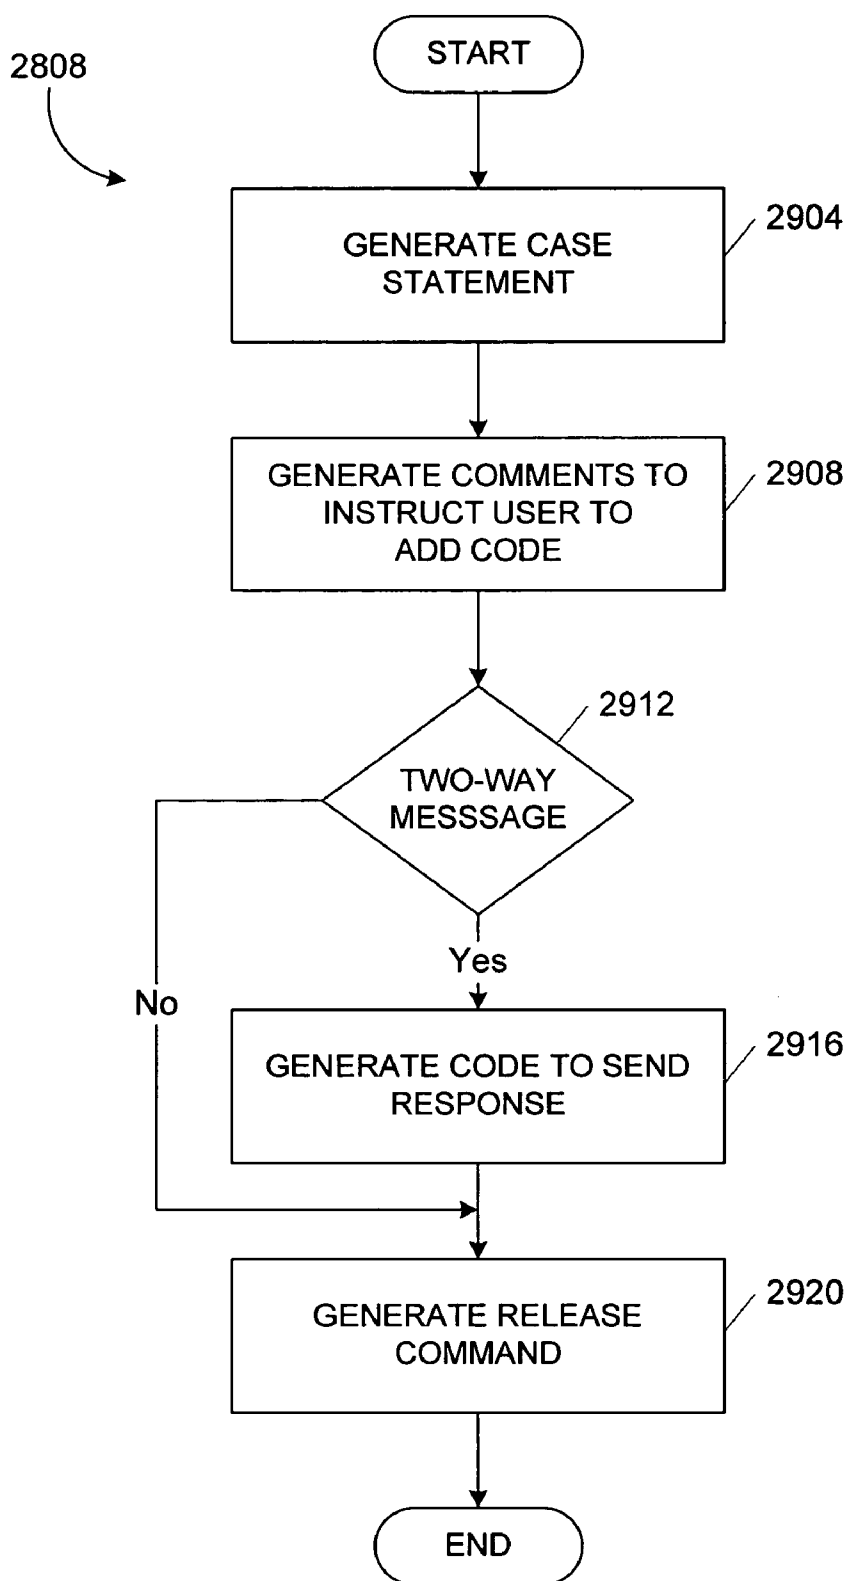 START
2808
GENERATE CASE
STATEMENT
2904
GENERATE COMMENTS TO
INSTRUCT USER TO
ADD CODE
2908
2912
TWO-WAY
MESSSAGE
Yes
No
GENERATE CODE TO SEND
RESPONSE
2916
GENERATE RELEASE
COMMAND
2920
END